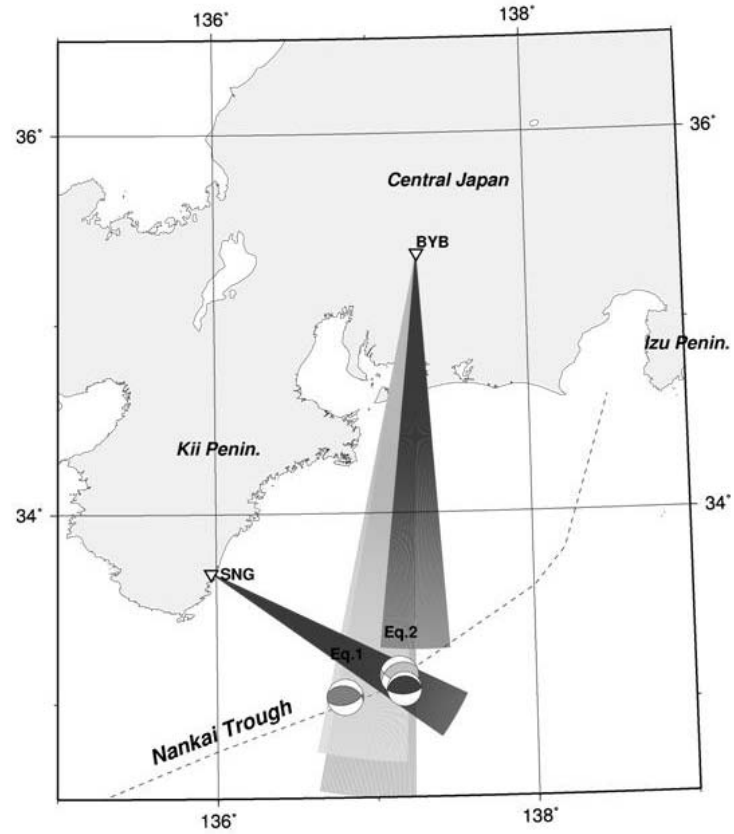 136° 138°
36° 36°
Central Japan
BYB
Izu Penin.
Kii Penin.
34° 34°
SNG
Eq.2
Eq.1
Nankai Trough
136° 138°